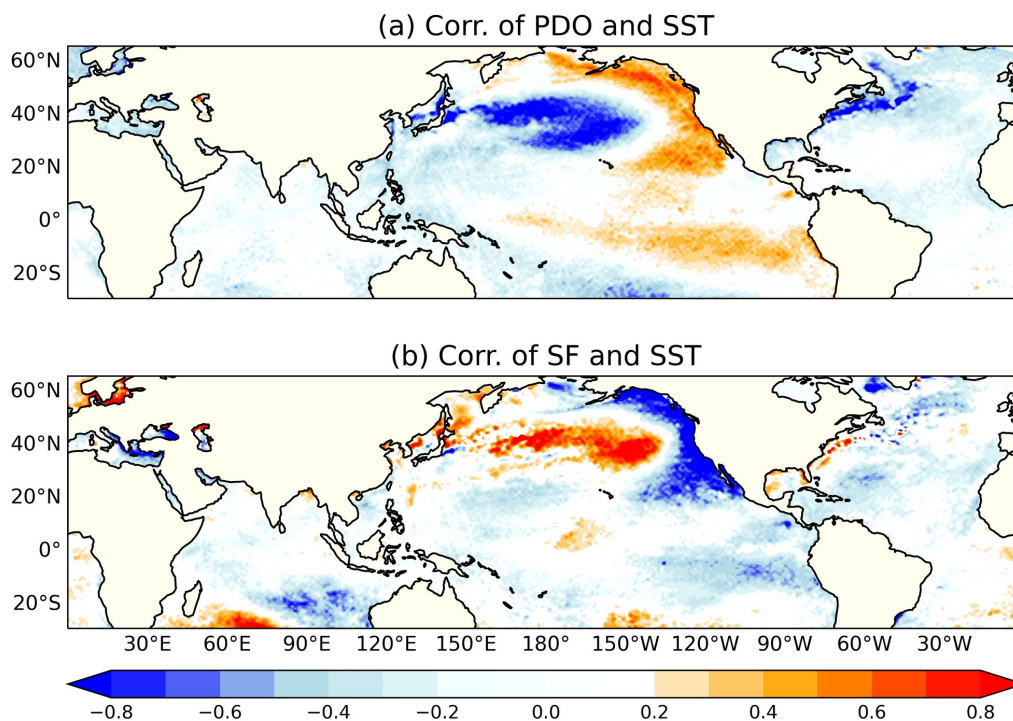 (a) Corr. of PDO and SST
60°N
40°N
20°N
0°
20°S
(b) Corr. of SF and SST
60°N
40°N
20°N
0°
20°S
30°E 60°E 90°E 120°E 150°E 180° 150°W 120°W 90°W 60°W 30°W
−0.8 −0.6 −0.4 −0.2 0.0 0.2 0.4 0.6 0.8